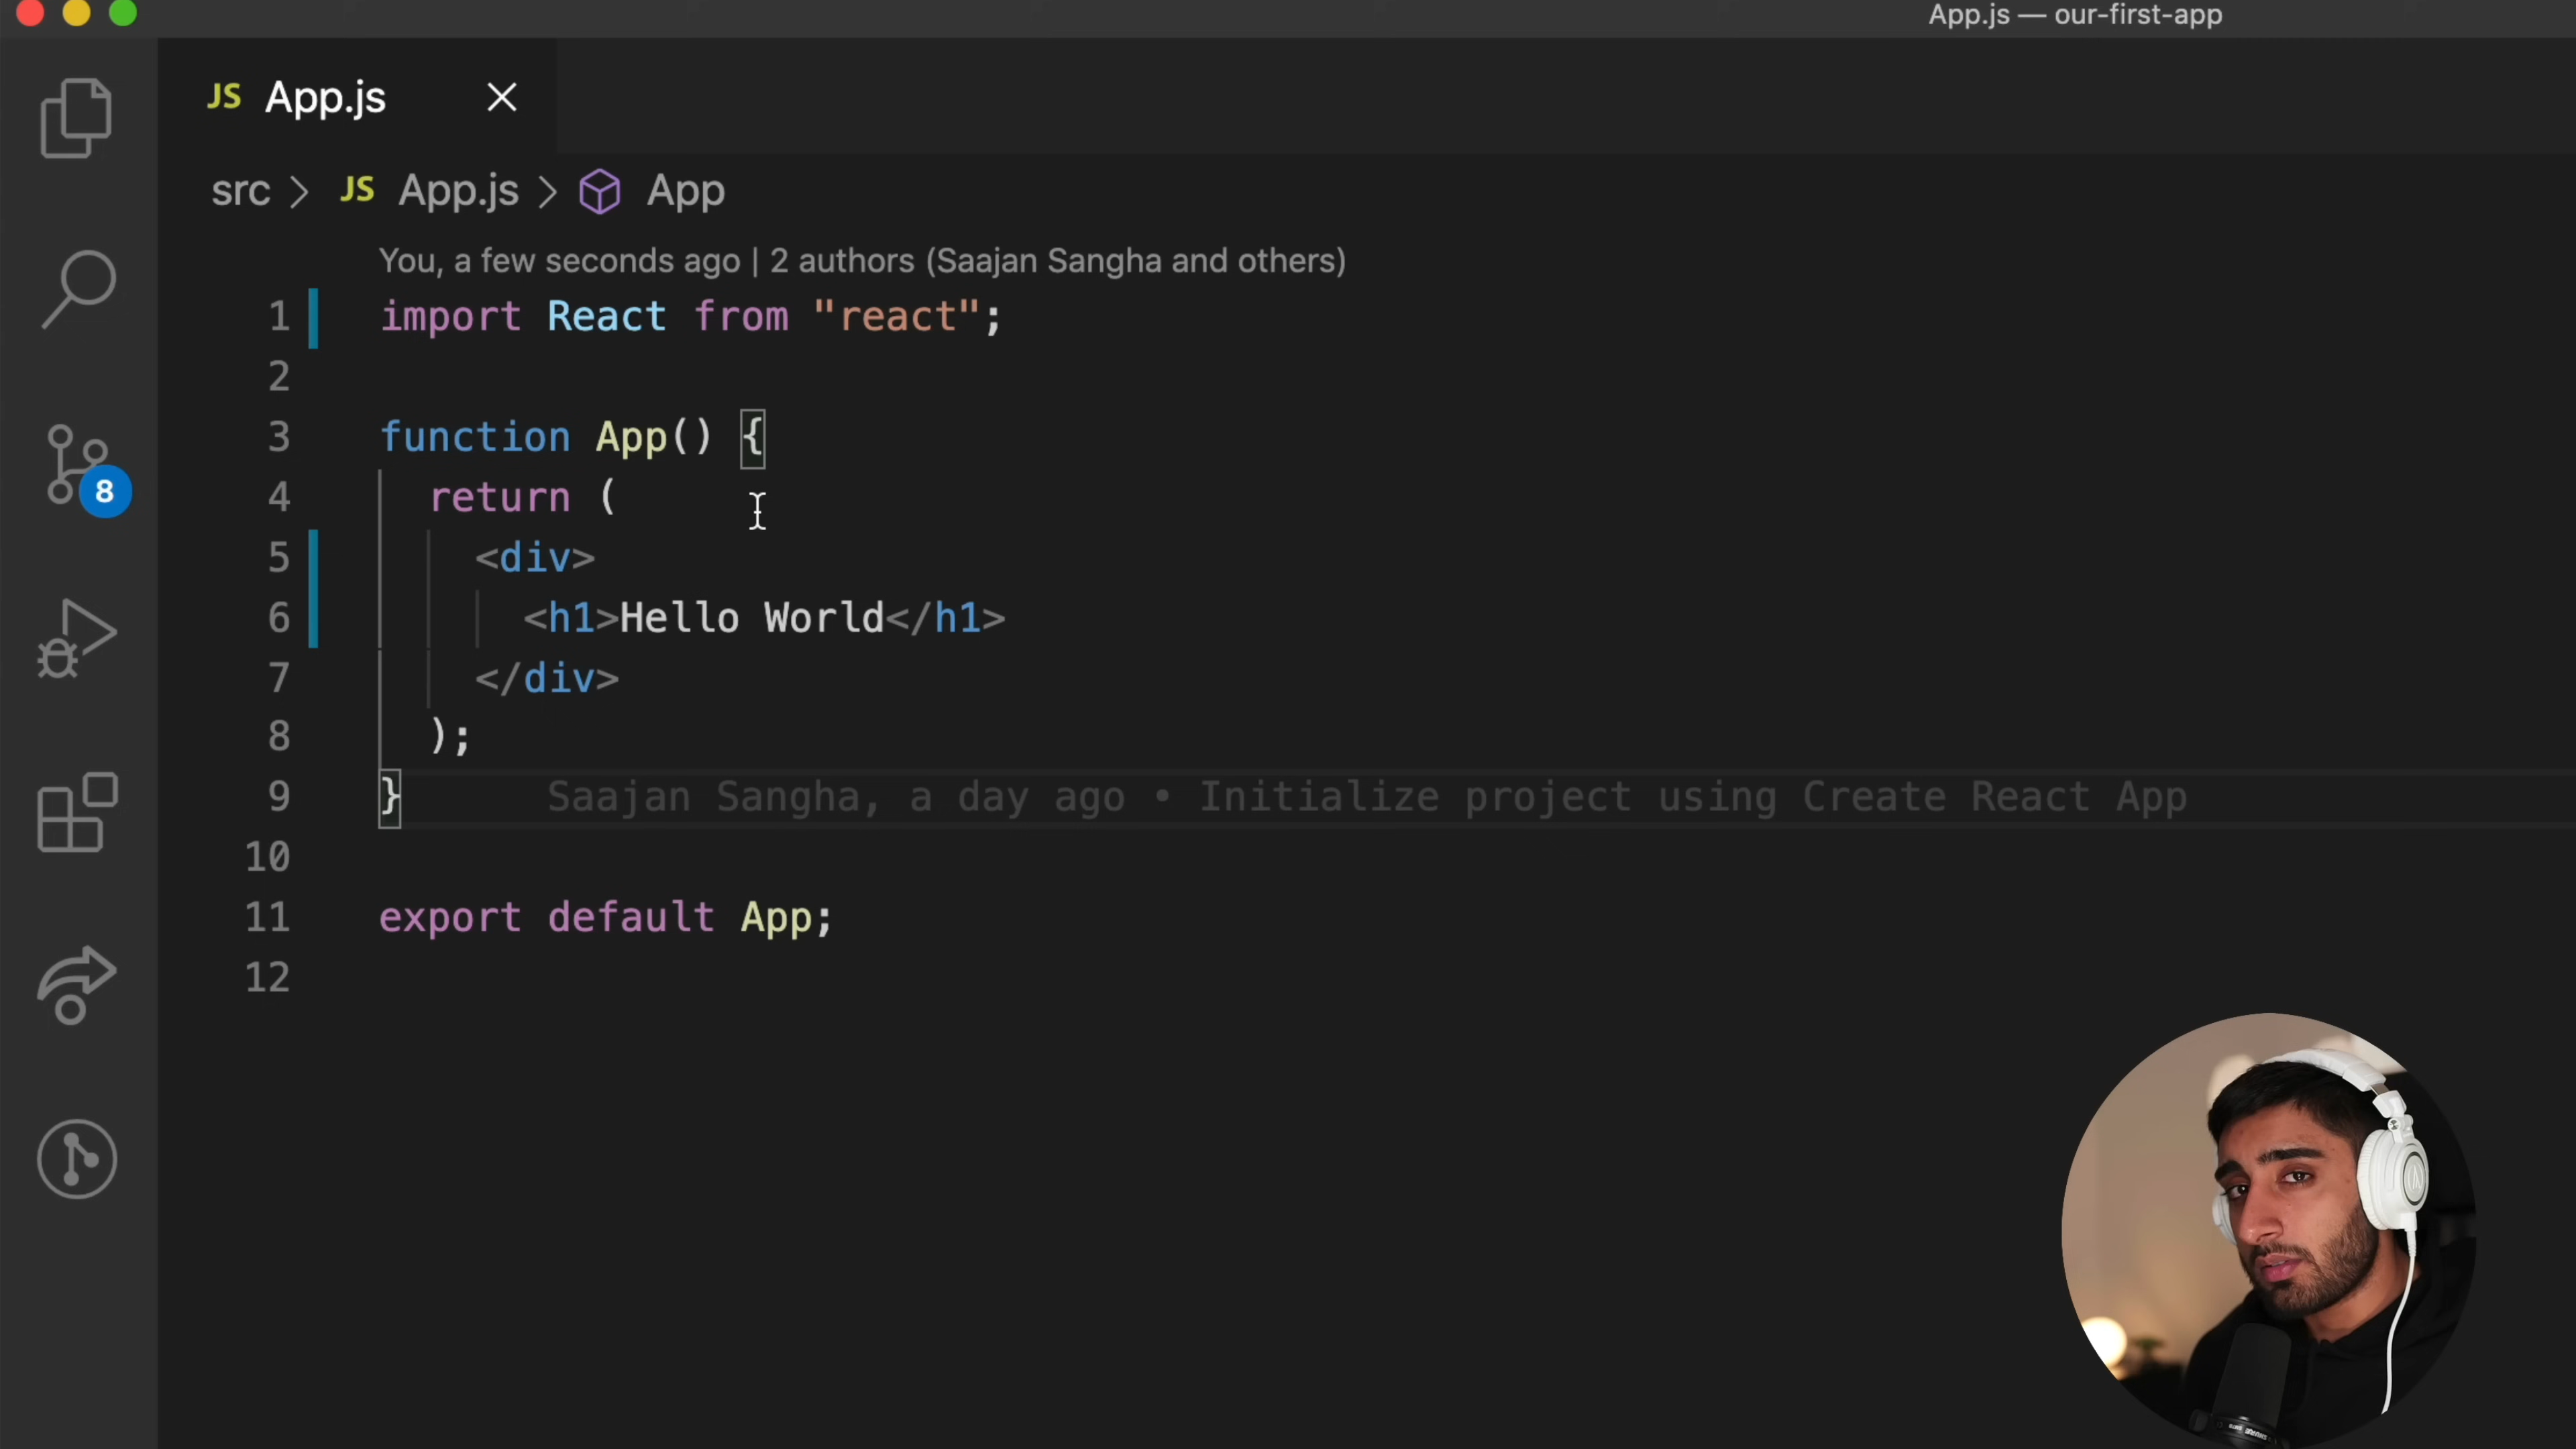 App.js — our-first-app
JS App.js
src > JS App.js > App
You, a few seconds ago | 2 authors (Saajan Sangha and others)
1 import React from "react";
2
3 function App() {
4 return (
5 <div>
6 <h1>Hello World</h1>
7 </div>
8 );
9 } Saajan Sangha, a day ago • Initialize project using Create React App
10
11 export default App;
12
8